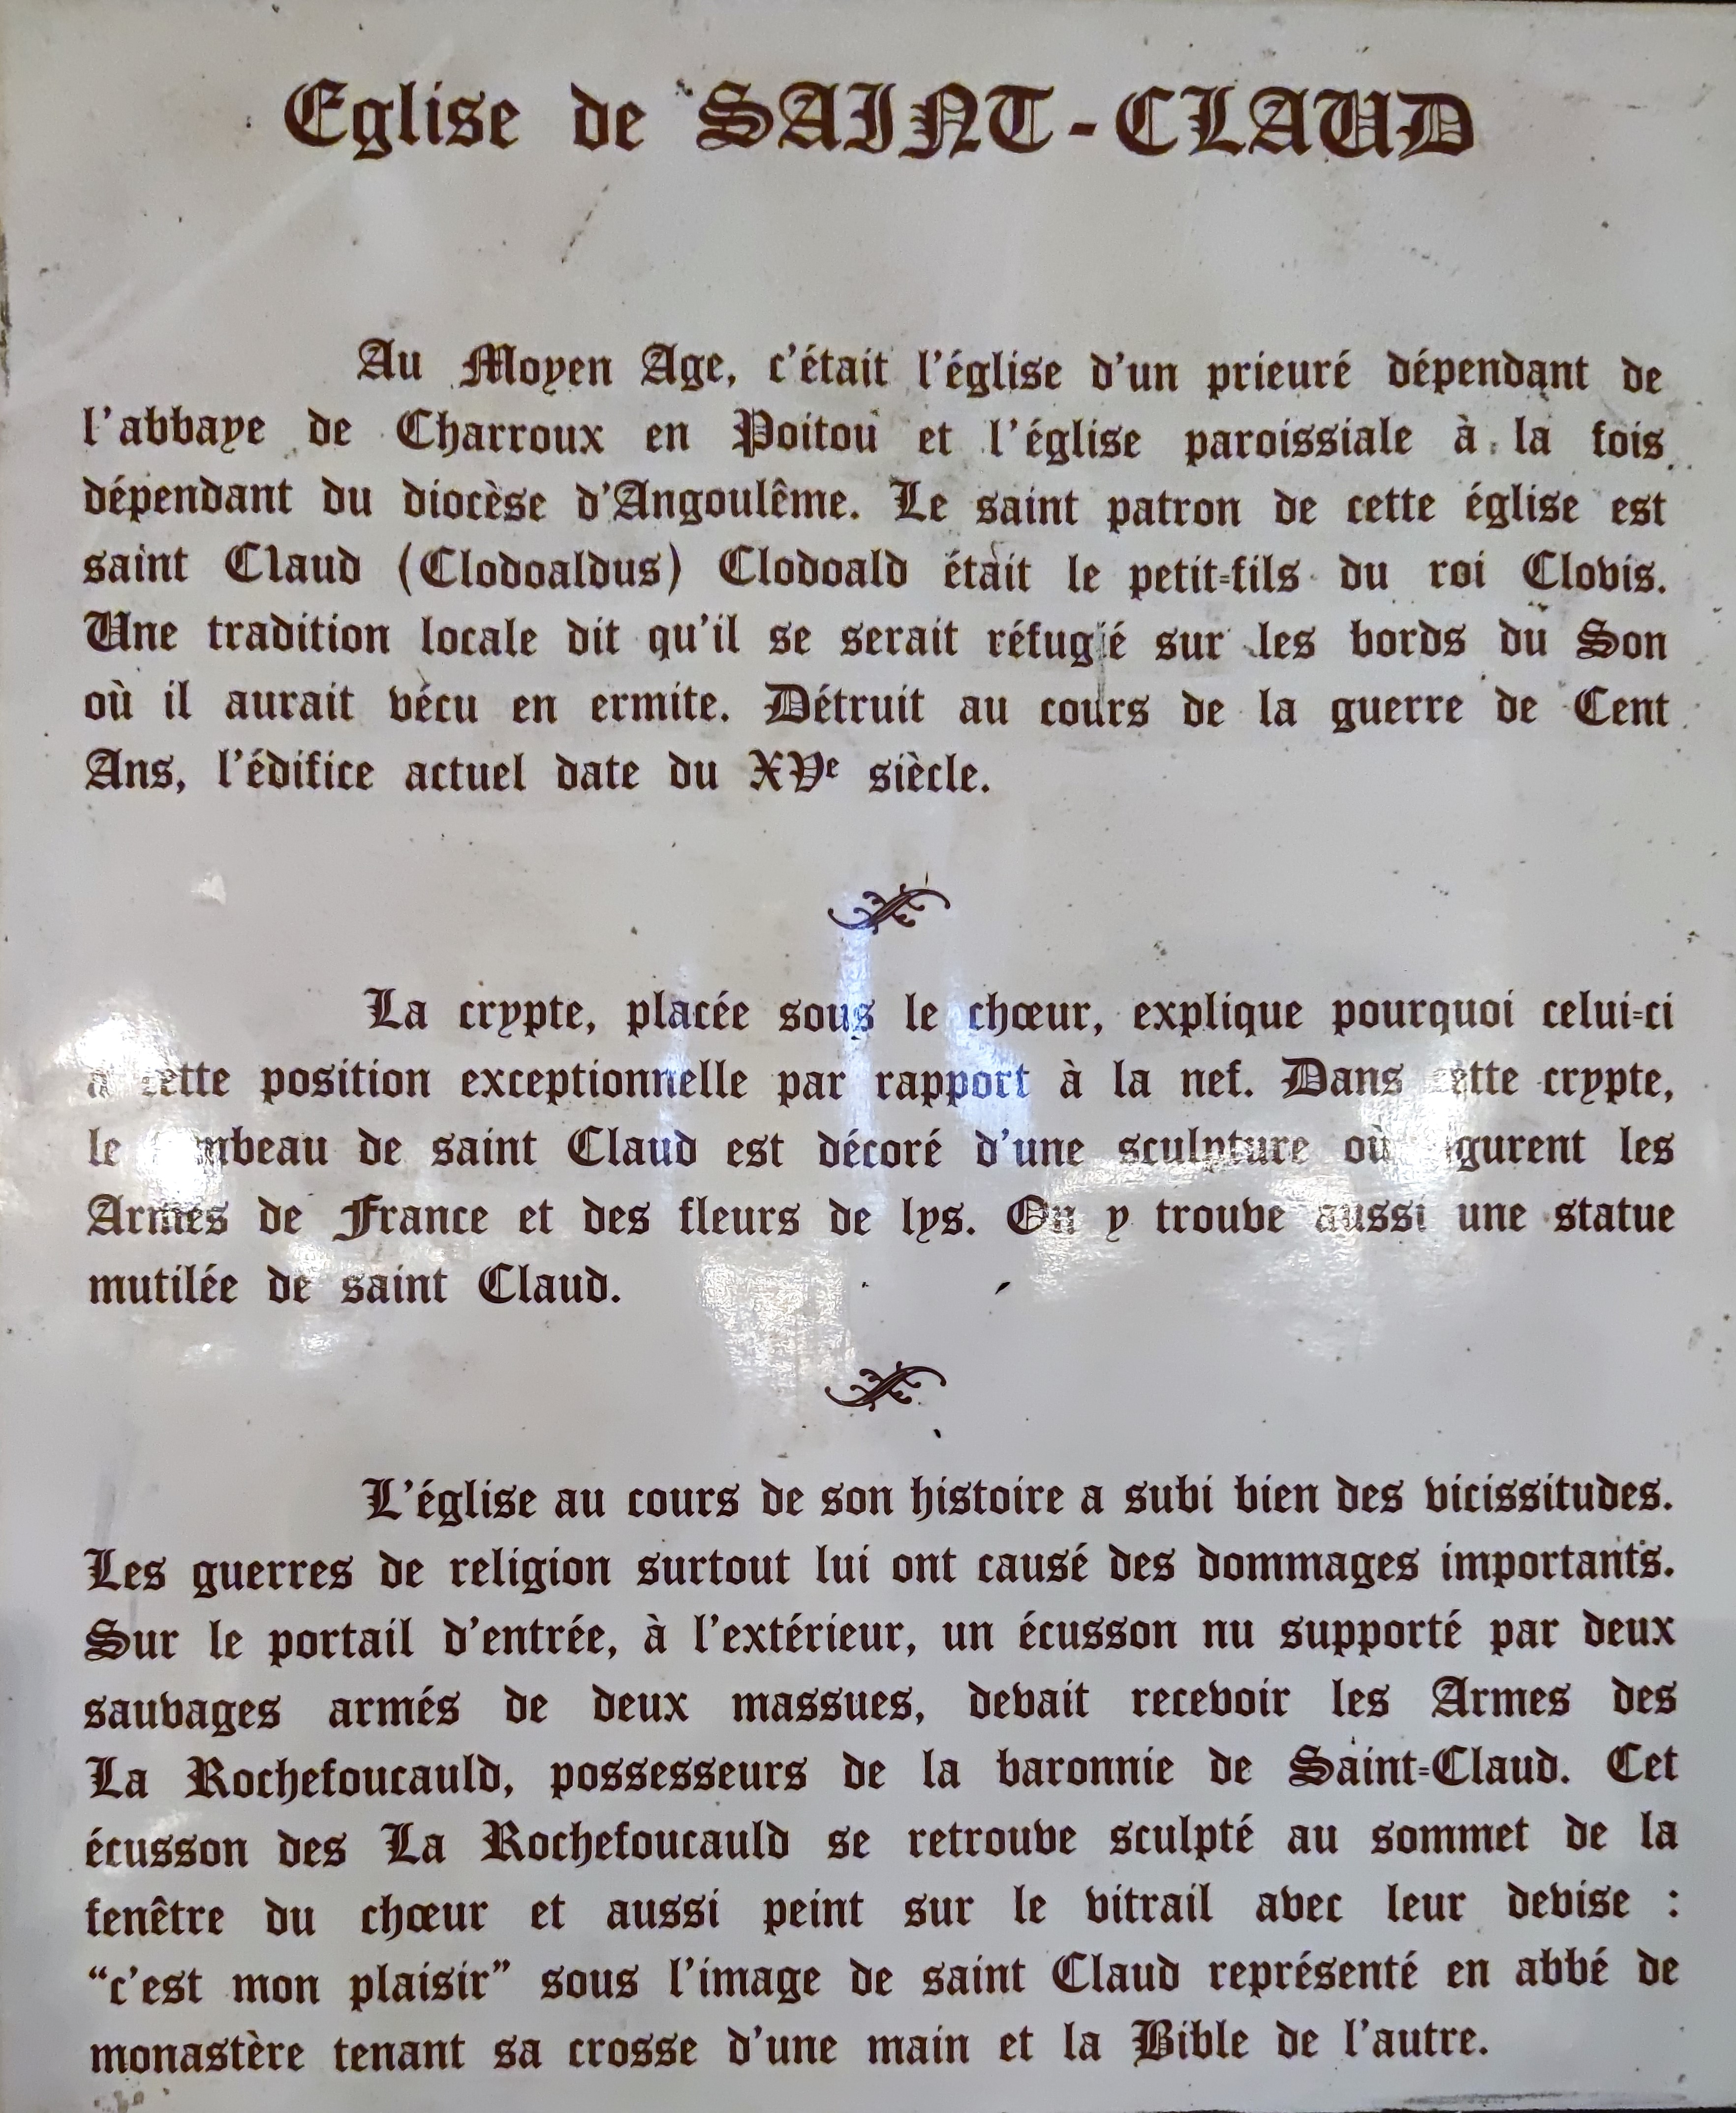 Eglise de SAINT-CLAUD
Au Moyen Age, c'était l'église d'un prieuré dépendant de
l'abbaye de Charroux en Poitou et l'église paroissiale à la fois
dépendant du diocèse d'Angoulême. Le saint patron de cette église est
saint Claud (Clodoaldus) Clodoald était le petit-fils du roi Clovis.
Une tradition locale dit qu'il se serait réfugié sur les bords du Son
où il aurait vécu en ermite. Détruit au cours de la guerre de Cent
Ans, l'édifice actuel date du XVe siècle.
La crypte, placée sous le chœur, explique pourquoi celui-ci
a cette position exceptionnelle par rapport à la nef. Dans cette crypte,
le tombeau de saint Claud est décoré d'une sculpture où figurent les
Armes de France et des fleurs de lys. On y trouve aussi une statue
mutilée de saint Claud.
L'église au cours de son histoire a subi bien des vicissitudes.
Les guerres de religion surtout lui ont causé des dommages importants.
Sur le portail d'entrée, à l'extérieur, un écusson nu supporté par deux
sauvages armés de deux massues, devait recevoir les Armes des
La Rochefoucauld, possesseurs de la baronnie de Saint-Claud. Cet
écusson des La Rochefoucauld se retrouve sculpté au sommet de la
fenêtre du chœur et aussi peint sur le vitrail avec leur devise :
"c'est mon plaisir" sous l'image de saint Claud représenté en abbé de
monastère tenant sa crosse d'une main et la Bible de l'autre.